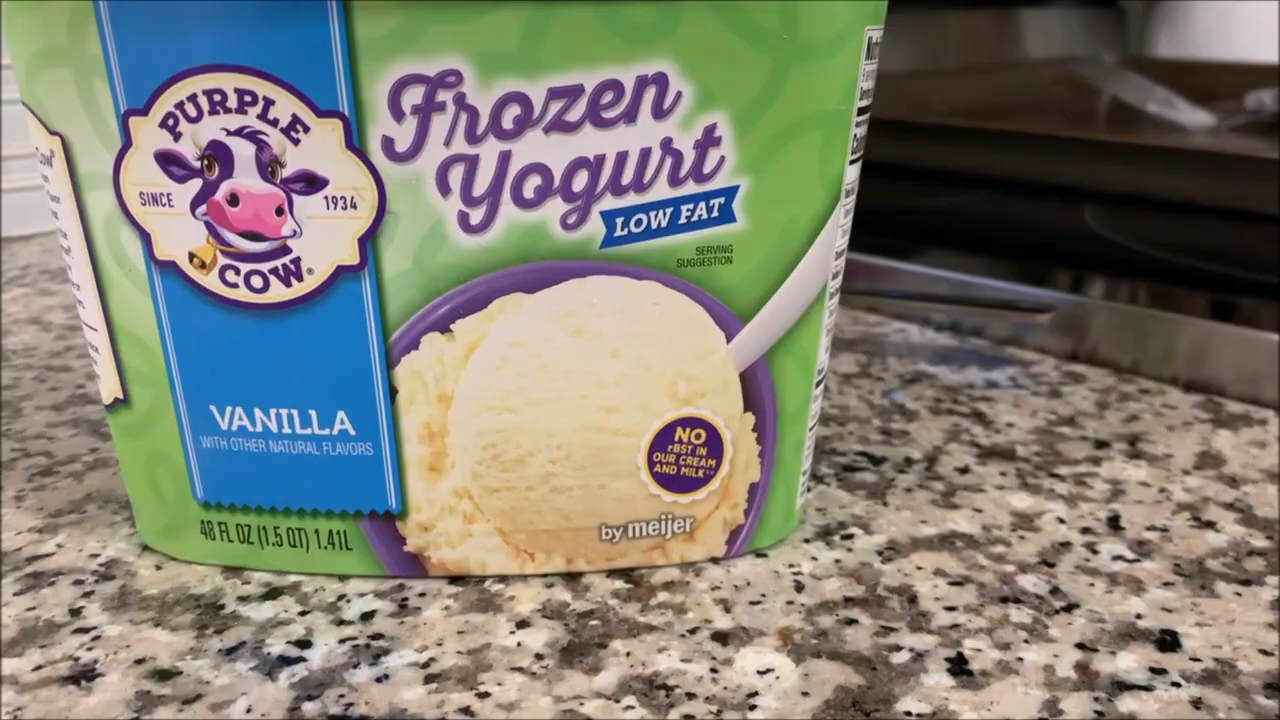 PURPLE
SINCE 1934
COW®
Frozen
Yogurt
LOW FAT
SERVING
SUGGESTION
VANILLA
WITH OTHER NATURAL FLAVORS
NO
rBST IN
OUR CREAM
AND MILK**
by meijer
48 FL OZ (1.5 QT) 1.41L